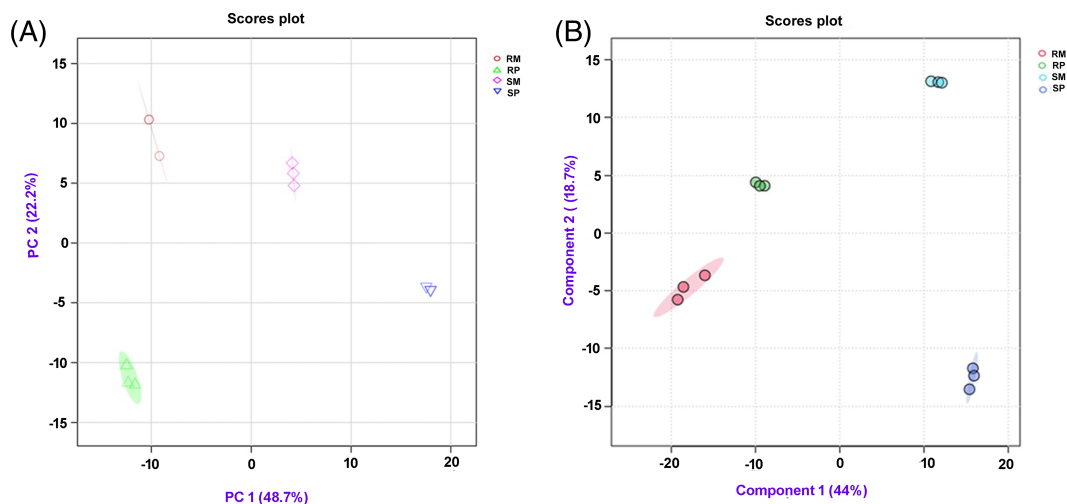 (A)
Scores plot
PC 2 (22.2%)
15
10
5
0
-5
-10
-15
-10
0
10
20
PC 1 (48.7%)
RM
RP
SM
SP
(B)
Scores plot
Component 2 ( (18.7%)
15
10
5
0
-5
-10
-15
-20
-10
0
10
20
Component 1 (44%)
RM
RP
SM
SP